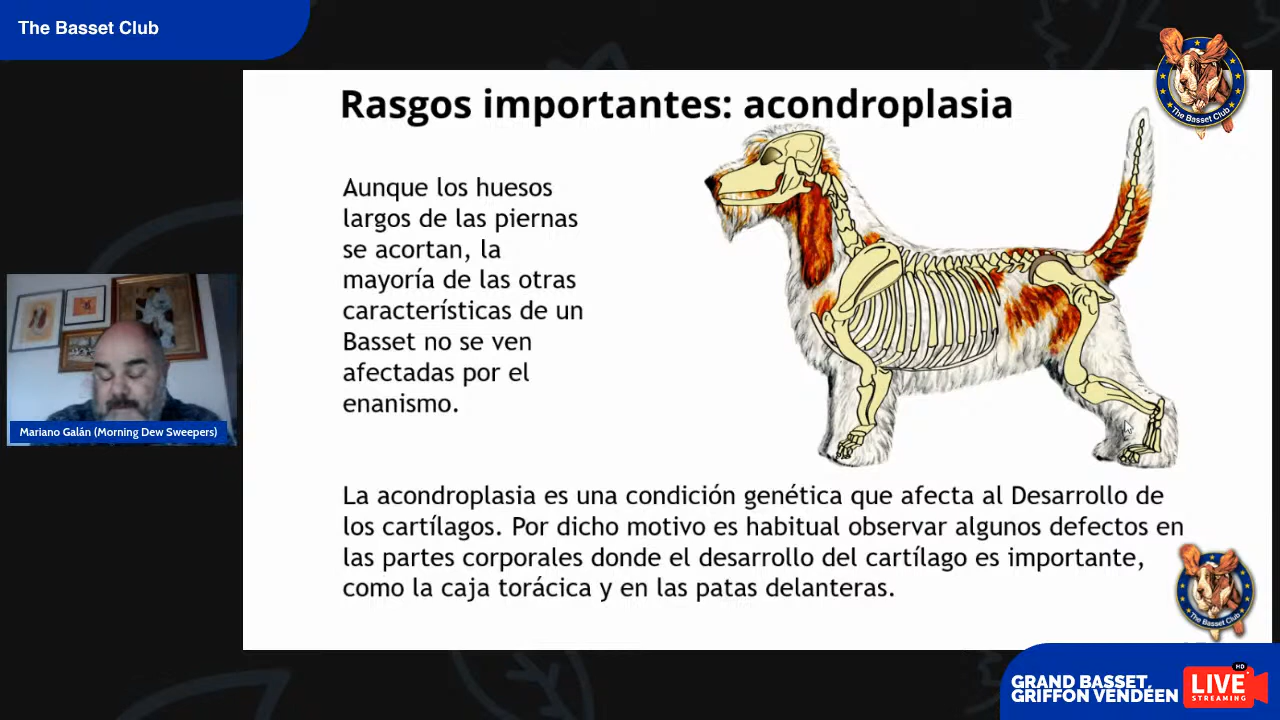 The Basset Club
Rasgos importantes: acondroplasia
The Basset Club
Aunque los huesos
largos de las piernas
se acortan, la
mayoría de las otras
características de un
Basset no se ven
afectadas por el
enanismo.
Mariano Galán (Morning Dew Sweepers)
La acondroplasia es una condición genética que afecta al Desarrollo de
los cartílagos. Por dicho motivo es habitual observar algunos defectos en
las partes corporales donde el desarrollo del cartílago es importante,
como la caja torácica y en las patas delanteras.
The Basset Club
GRAND BASSET
GRIFFON VENDÉEN
HD
LIVE
STREAMING